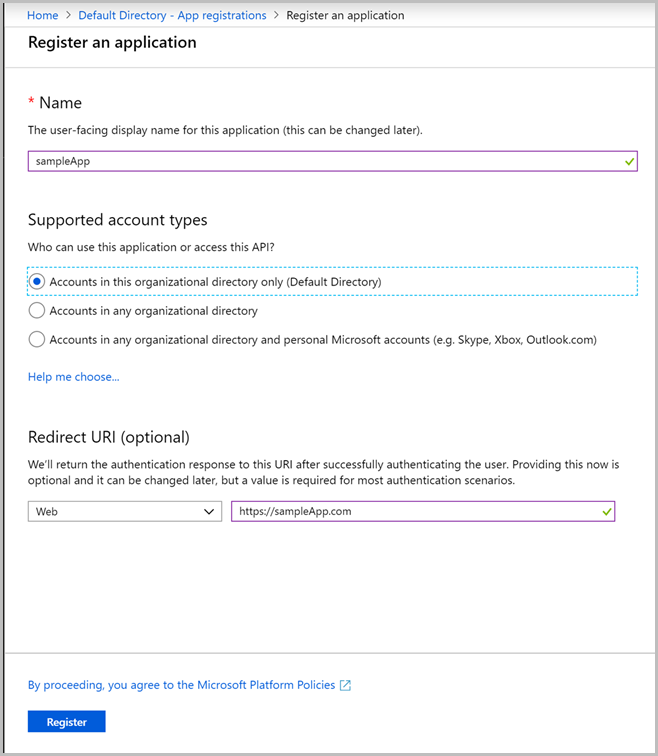 Home > Default Directory - App registrations > Register an application
Register an application
* Name
The user-facing display name for this application (this can be changed later).
sampleApp
Supported account types
Who can use this application or access this API?
Accounts in this organizational directory only (Default Directory)
Accounts in any organizational directory
Accounts in any organizational directory and personal Microsoft accounts (e.g. Skype, Xbox, Outlook.com)
Help me choose...
Redirect URI (optional)
We'll return the authentication response to this URI after successfully authenticating the user. Providing this now is
optional and it can be changed later, but a value is required for most authentication scenarios.
Web https://sampleApp.com
By proceeding, you agree to the Microsoft Platform Policies
Register